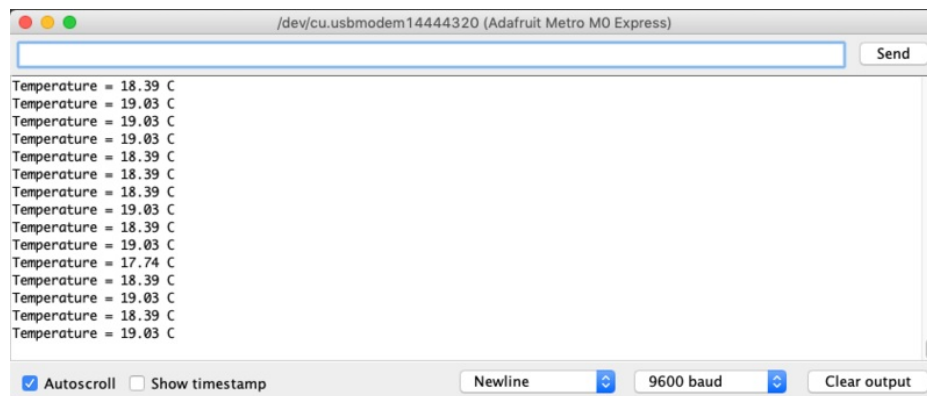 /dev/cu.usbmodem14444320 (Adafruit Metro M0 Express)
Send
Temperature = 18.39 C
Temperature = 19.03 C
Temperature = 19.03 C
Temperature = 19.03 C
Temperature = 18.39 C
Temperature = 18.39 C
Temperature = 18.39 C
Temperature = 19.03 C
Temperature = 18.39 C
Temperature = 19.03 C
Temperature = 17.74 C
Temperature = 18.39 C
Temperature = 19.03 C
Temperature = 18.39 C
Temperature = 19.03 C
Autoscroll Show timestamp Newline 9600 baud Clear output